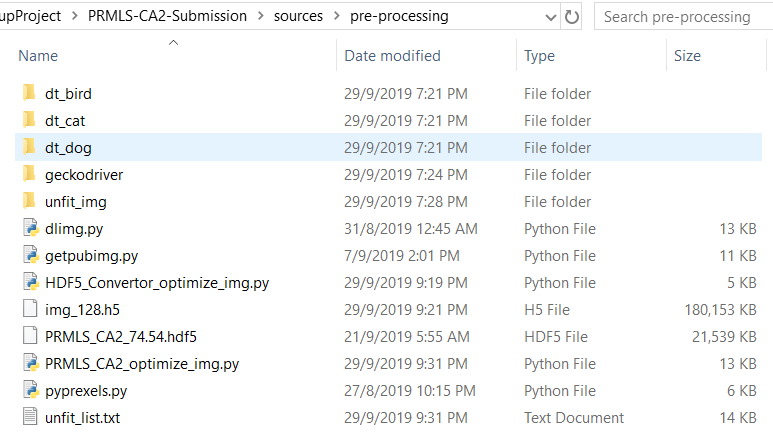 upProject > PRMLS-CA2-Submission > sources > pre-processing Search pre-processing
Name Date modified Type Size
dt_bird 29/9/2019 7:21 PM File folder
dt_cat 29/9/2019 7:21 PM File folder
dt_dog 29/9/2019 7:21 PM File folder
geckodriver 29/9/2019 7:24 PM File folder
unfit_img 29/9/2019 7:28 PM File folder
dlimg.py 31/8/2019 12:45 AM Python File 13 KB
getpubimg.py 7/9/2019 2:01 PM Python File 11 KB
HDF5_Convertor_optimize_img.py 29/9/2019 9:19 PM Python File 5 KB
img_128.h5 29/9/2019 9:21 PM H5 File 180,153 KB
PRMLS_CA2_74.54.hdf5 21/9/2019 5:55 AM HDF5 File 21,539 KB
PRMLS_CA2_optimize_img.py 29/9/2019 9:31 PM Python File 13 KB
pyprexels.py 27/8/2019 10:15 PM Python File 6 KB
unfit_list.txt 29/9/2019 9:31 PM Text Document 14 KB